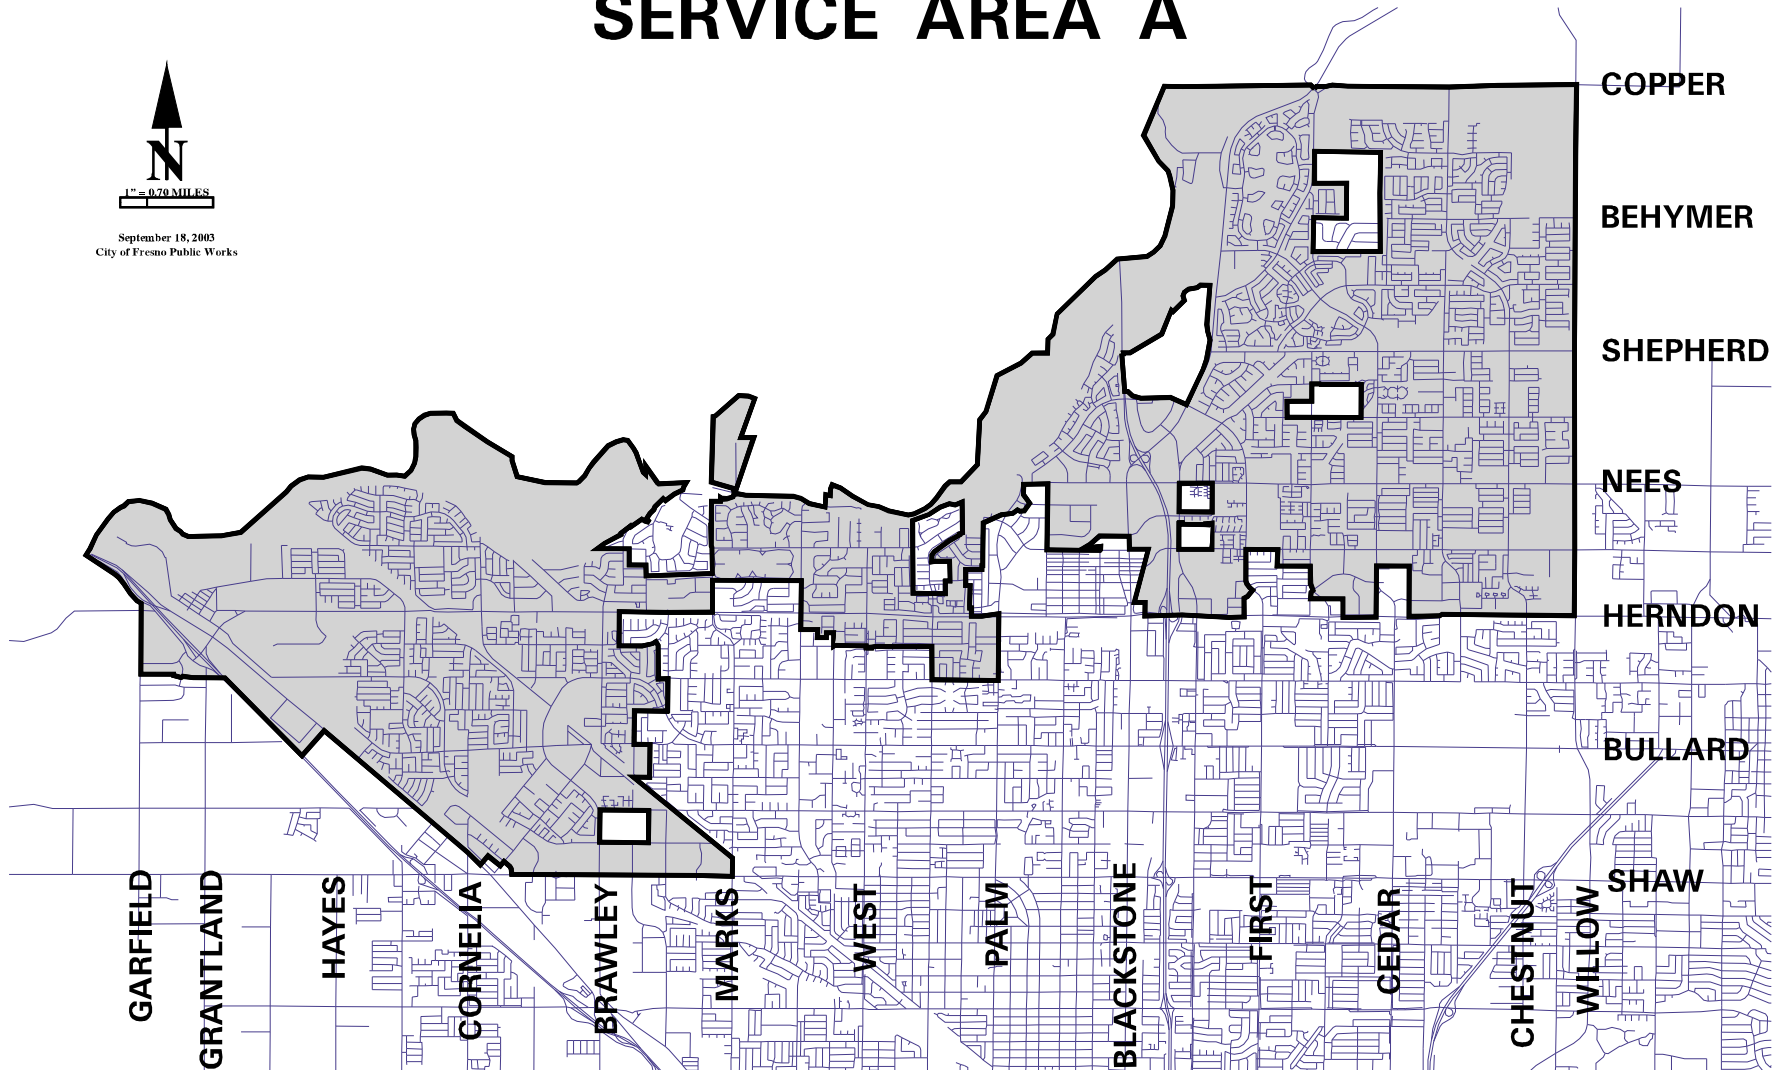 SERVICE AREA A
N
1" = 0.70 MILES
September 18, 2003
City of Fresno Public Works
COPPER
BEHYMER
SHEPHERD
NEES
HERNDON
BULLARD
SHAW
GARFIELD
GRANTLAND
HAYES
CORNELIA
BRAWLEY
MARKS
WEST
PALM
BLACKSTONE
FIRST
CEDAR
CHESTNUT
WILLOW